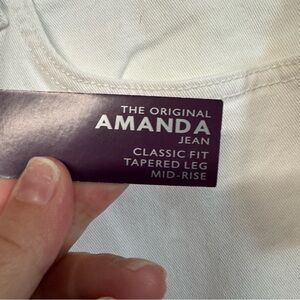 THE ORIGINAL
AMANDA
JEAN
CLASSIC FIT
TAPERED LEG
MID-RISE